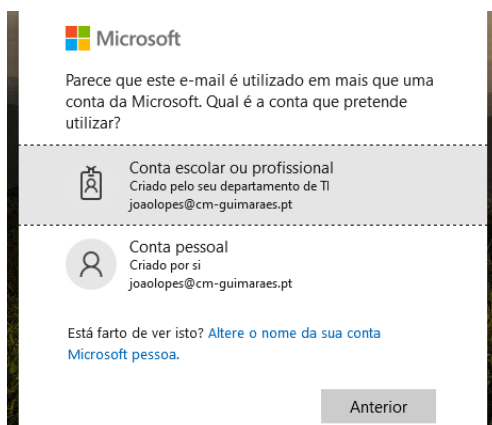 Microsoft
Parece que este e-mail é utilizado em mais que uma
conta da Microsoft. Qual é a conta que pretende
utilizar?
Conta escolar ou profissional
Criado pelo seu departamento de TI
joaolopes@cm-guimaraes.pt
Conta pessoal
Criado por si
joaolopes@cm-guimaraes.pt
Está farto de ver isto? Altere o nome da sua conta
Microsoft pessoa.
Anterior